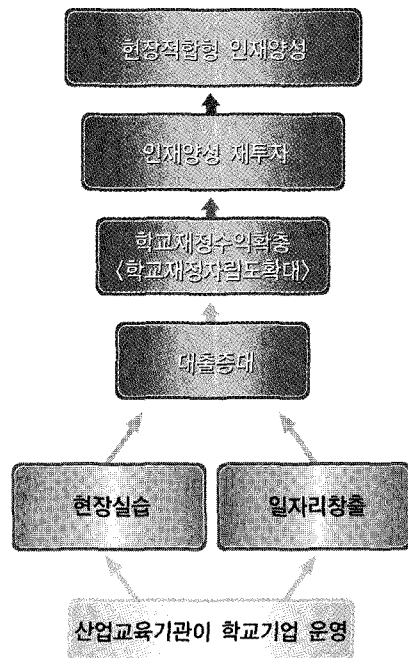 현장적합형 인재양성
인재양성 재투자
학교재정수익확충
〈학교재정자립도확대〉
매출증대
현장실습
일자리창출
산업교육기관이 학교기업 운영